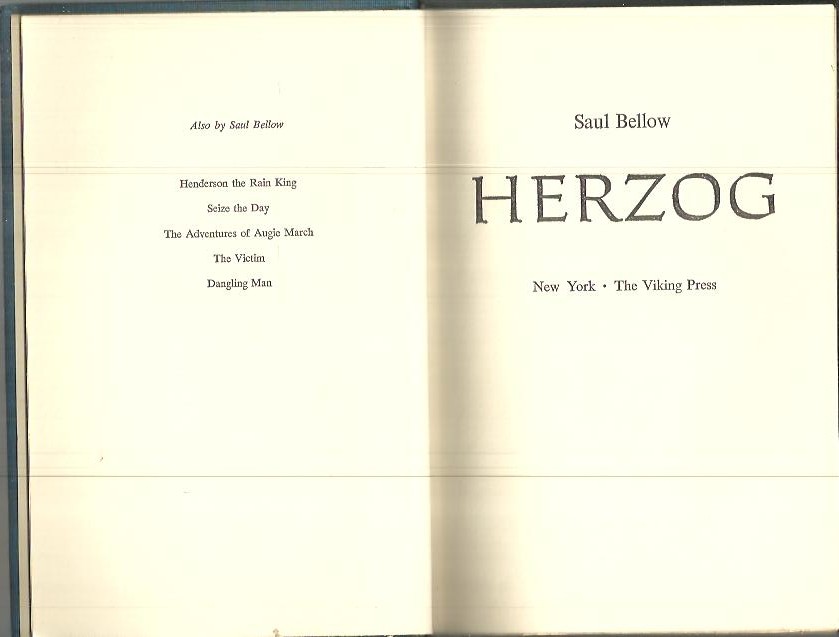 Also by Saul Bellow
Henderson the Rain King
Seize the Day
The Adventures of Augie March
The Victim
Dangling Man
Saul Bellow
HERZOG
New York • The Viking Press